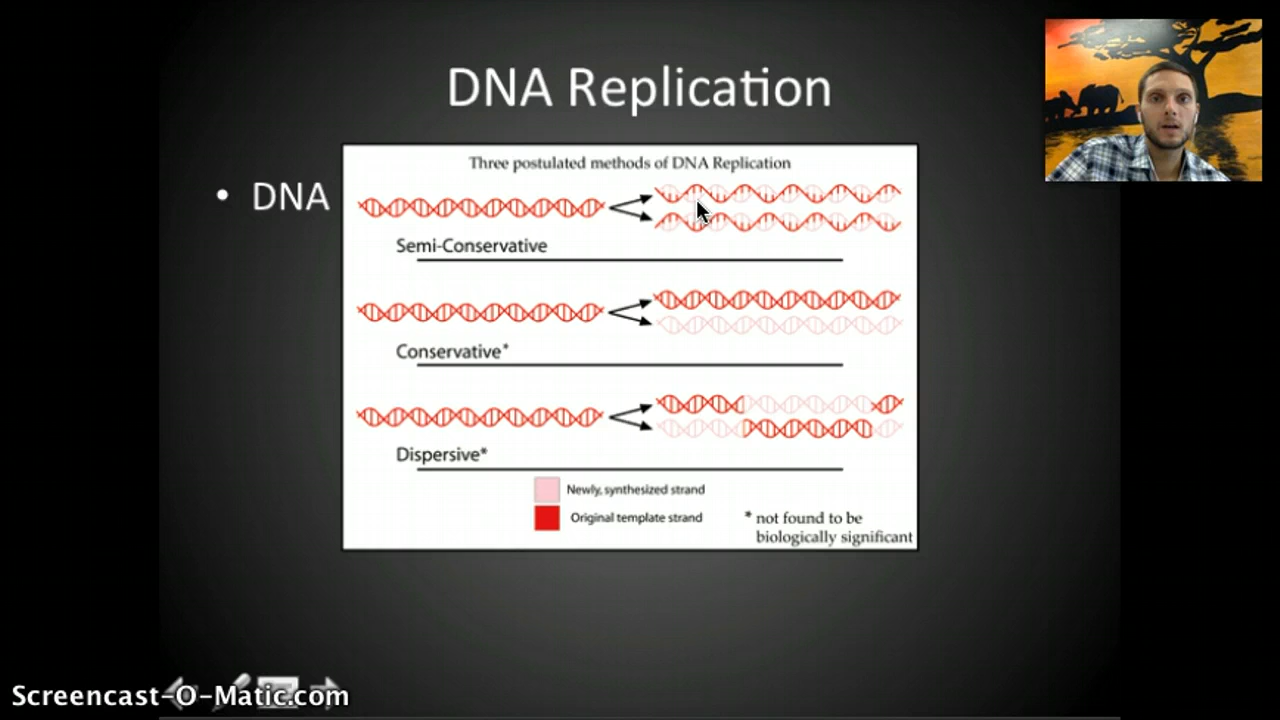 DNA Replication
• DNA
Three postulated methods of DNA Replication
Semi-Conservative
Conservative*
Dispersive*
Newly, synthesized strand
Original template strand
* not found to be
biologically significant
Screencast-O-Matic.com